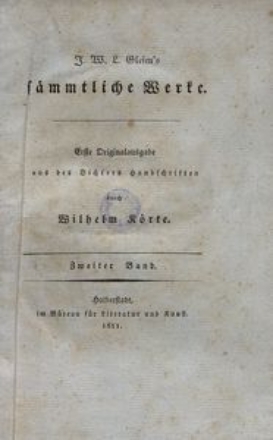 J. W. L. Gleim's
sämmtliche Werke.
Erste Originalausgabe
aus des Dichters Handschriften
durch
Wilhelm Körte.
Zweiter Band.
Halberstadt,
im Büreau für Literatur und Kunst.
1811.